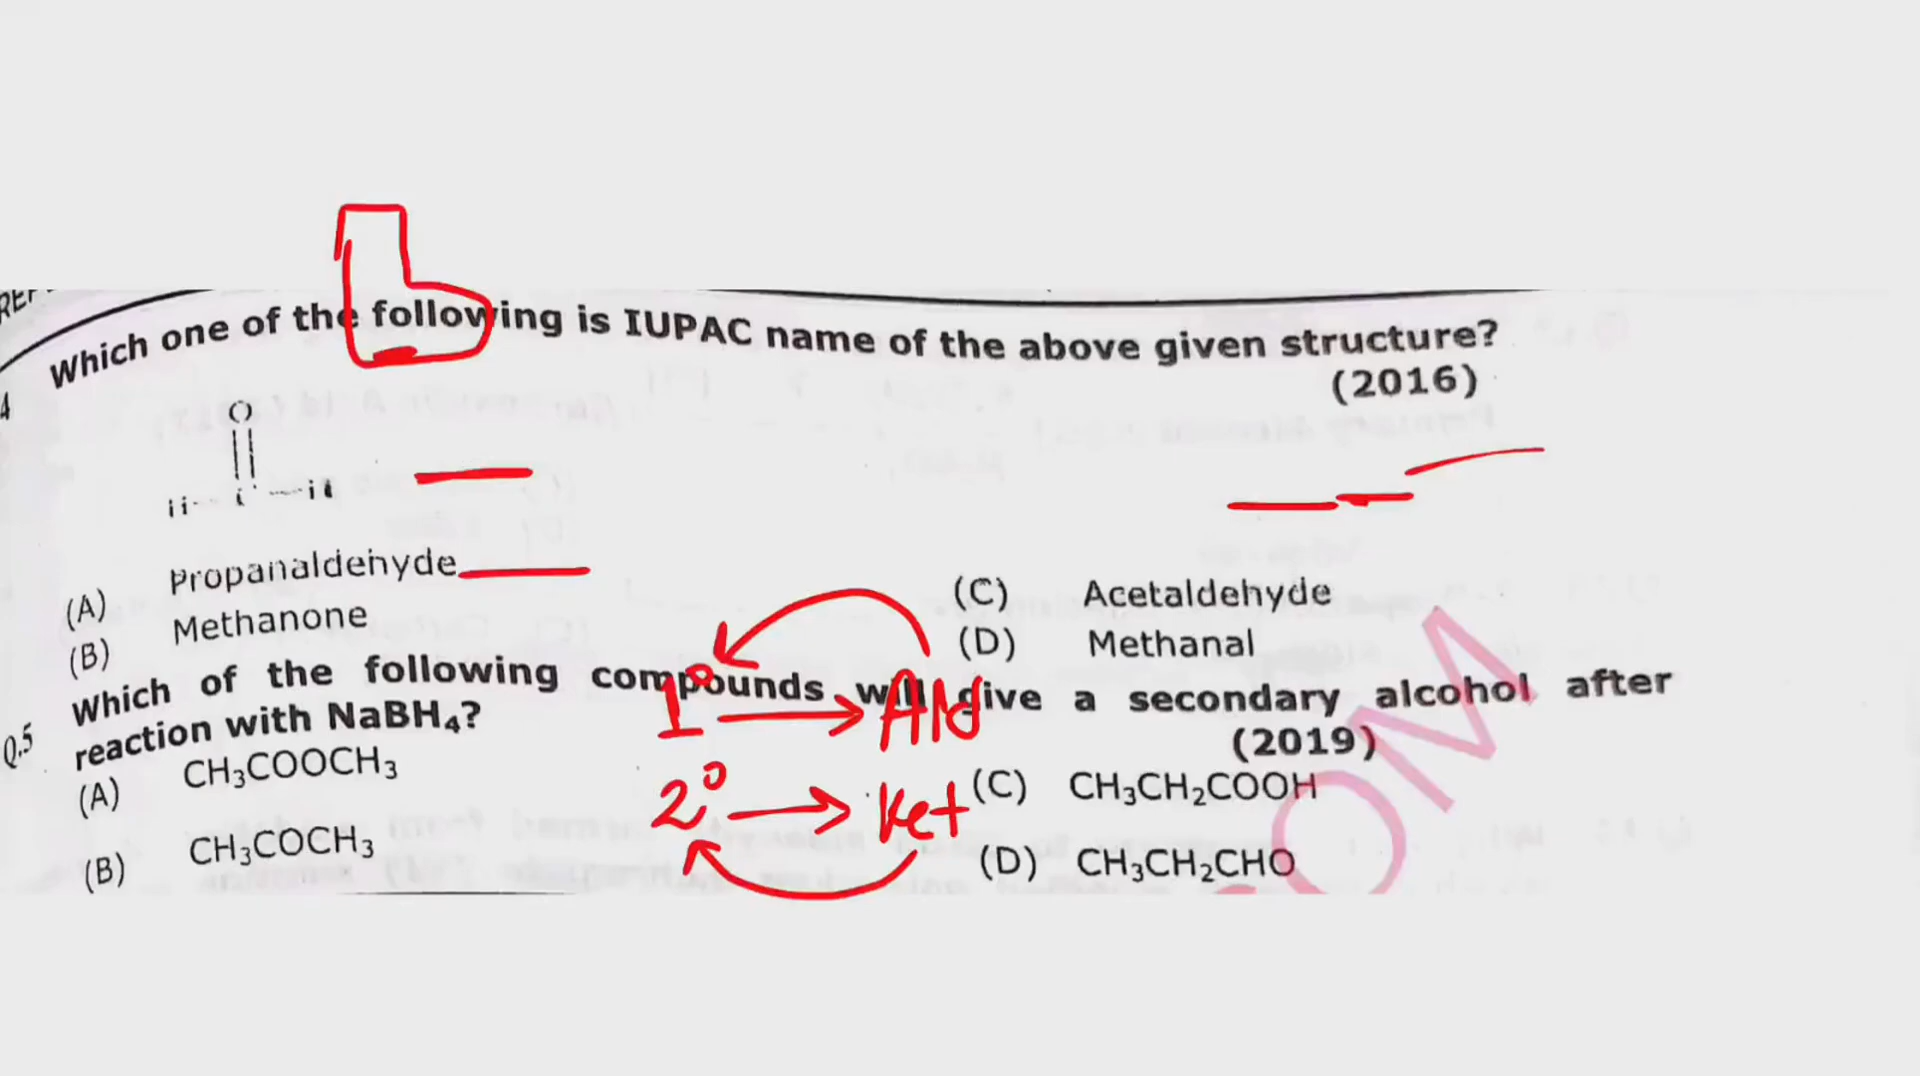 Which one of the following is IUPAC name of the above given structure?
(2016)
4
O
(A) Propanaldehyde
(B) Methanone
(C) Acetaldehyde
(D) Methanal
Q.5 Which of the following compounds will give a secondary alcohol after
reaction with NaBH₄? (2019)
(A) CH₃COOCH₃
(B) CH₃COCH₃
(C) CH₃CH₂COOH
(D) CH₃CH₂CHO
1° → Ald
2° → Ket
OM